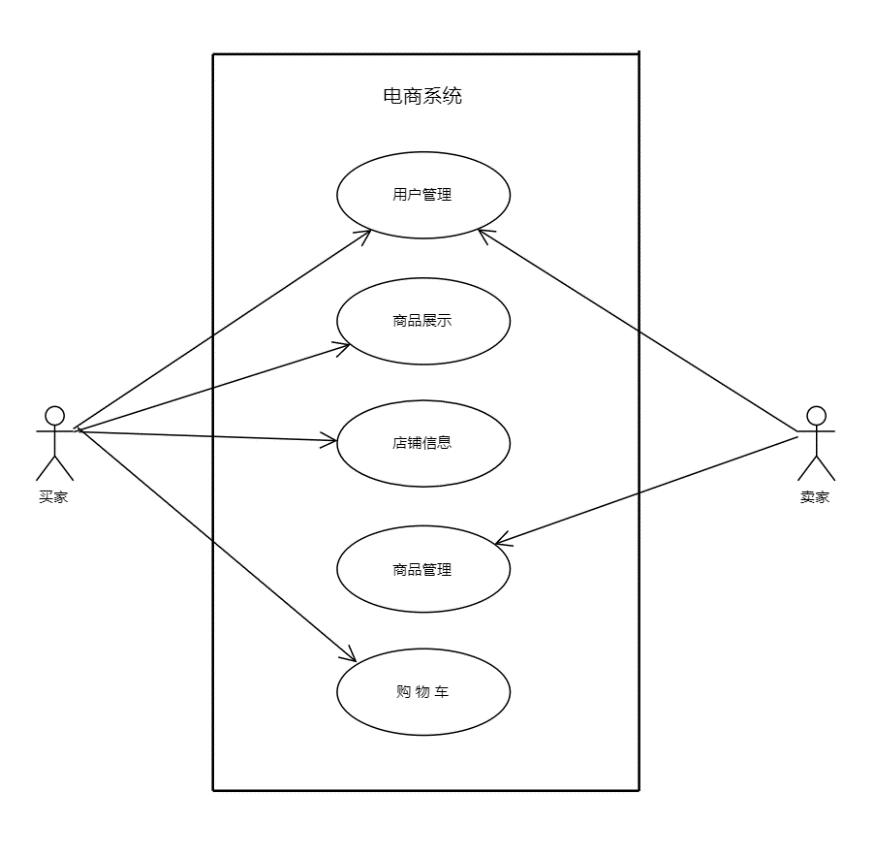 电商系统
用户管理
商品展示
店铺信息
商品管理
购 物 车
买家
卖家